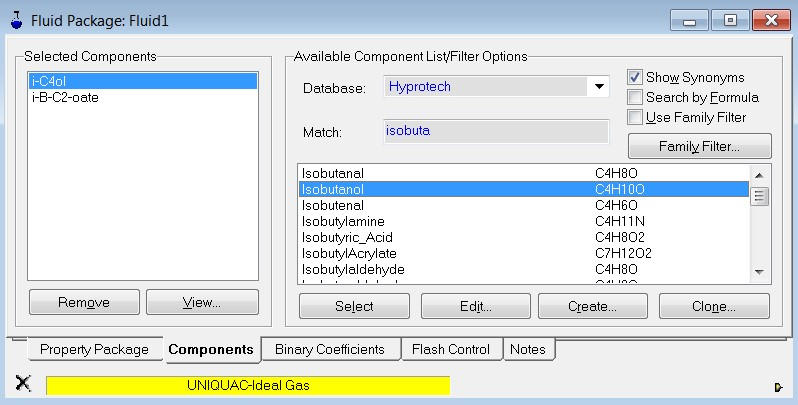 Fluid Package: Fluid1
Selected Components
i-C4ol
i-B-C2-oate
Remove
View...
Available Component List/Filter Options
Database: Hyprotech
Match: isobuta
Show Synonyms
Search by Formula
Use Family Filter
Family Filter...
Isobutanal C4H8O
Isobutanol C4H10O
Isobutenal C4H6O
Isobutylamine C4H11N
Isobutyric_Acid C4H8O2
IsobutylAcrylate C7H12O2
Isobutylaldehyde C4H8O
Select Edit... Create... Clone...
Property Package Components Binary Coefficients Flash Control Notes
UNIQUAC-Ideal Gas